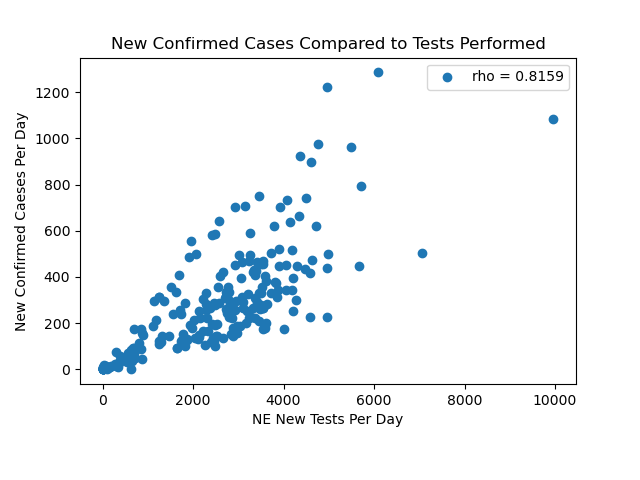 New Confirmed Cases Compared to Tests Performed
rho = 0.8159
1200
1000
800
600
400
200
0
New Confirmed Caeses Per Day
0 2000 4000 6000 8000 10000
NE New Tests Per Day